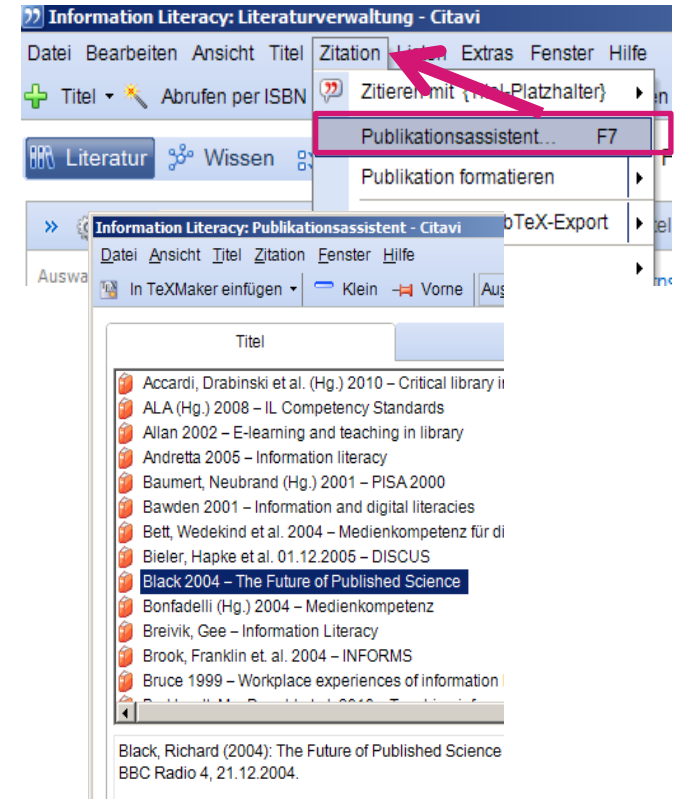 Information Literacy: Literaturverwaltung - Citavi
Datei Bearbeiten Ansicht Titel Zitation Extras Fenster Hilfe
Titel Abrufen per ISBN
Zitieren mit {Titel-Platzhalter}
Publikationsassistent... F7
Literatur Wissen
Publikation formatieren
bTeX-Export
Auswa
Information Literacy: Publikationsassistent - Citavi
Datei Ansicht Titel Zitation Fenster Hilfe
In TeXMaker einfügen Klein Vorne Aus
Titel
Accardi, Drabinski et al. (Hg.) 2010 – Critical library i
ALA (Hg.) 2008 – IL Competency Standards
Allan 2002 – E-learning and teaching in library
Andretta 2005 – Information literacy
Baumert, Neubrand (Hg.) 2001 – PISA 2000
Bawden 2001 – Information and digital literacies
Bett, Wedekind et al. 2004 – Medienkompetenz für di
Bieler, Hapke et al. 01.12.2005 – DISCUS
Black 2004 – The Future of Published Science
Bonfadelli (Hg.) 2004 – Medienkompetenz
Breivik, Gee – Information Literacy
Brook, Franklin et. al. 2004 – INFORMS
Bruce 1999 – Workplace experiences of information
Black, Richard (2004): The Future of Published Science
BBC Radio 4, 21.12.2004.